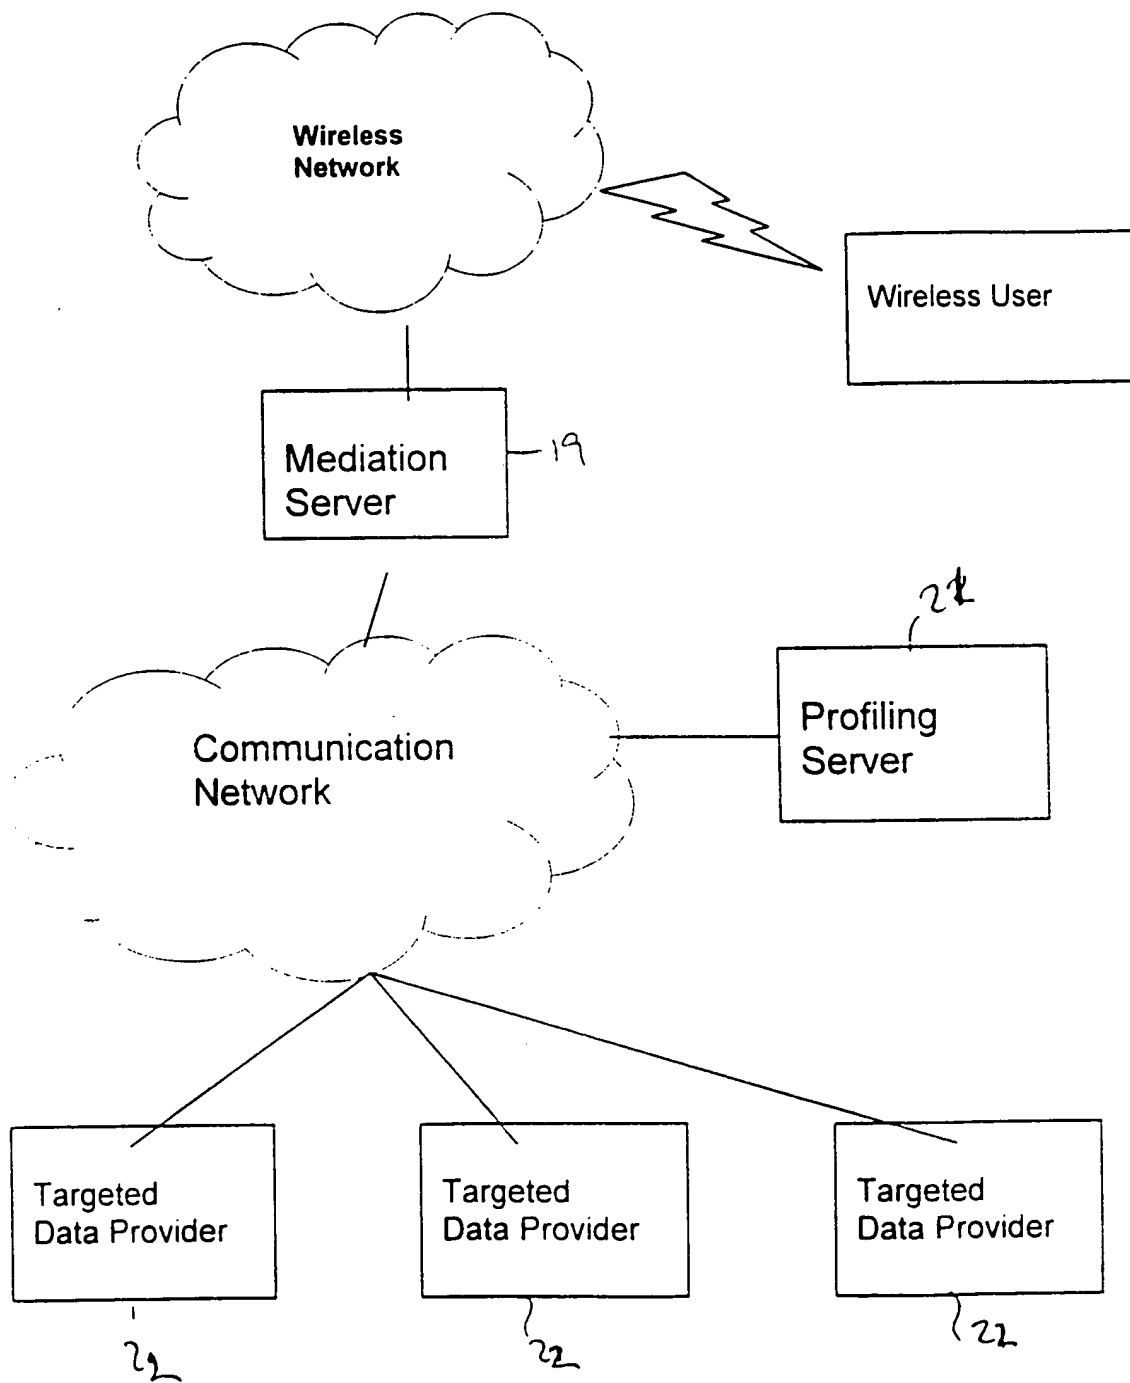 Wireless
Network
Wireless User
Mediation
Server
19
Profiling
Server
Communication
Network
Targeted
Data Provider
Targeted
Data Provider
Targeted
Data Provider
22
22
22